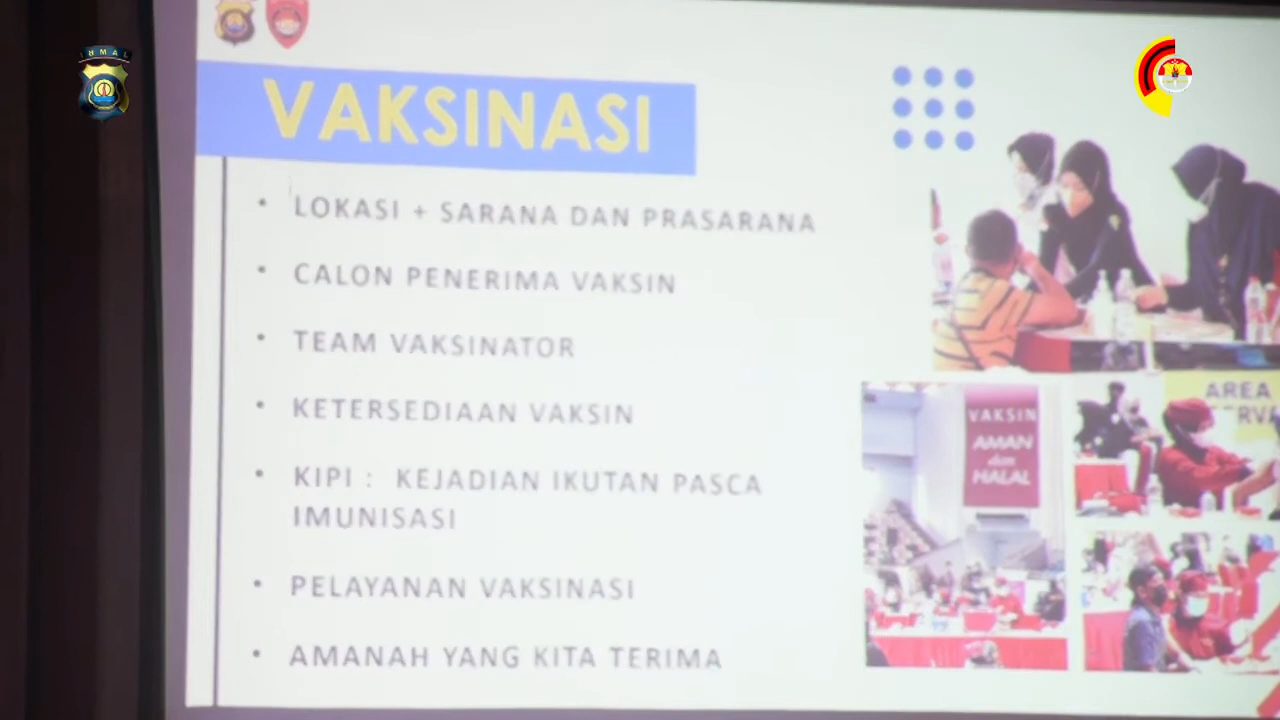 VAKSINASI
• LOKASI + SARANA DAN PRASARANA
• CALON PENERIMA VAKSIN
• TEAM VAKSINATOR
• KETERSEDIAAN VAKSIN
• KIPI : KEJADIAN IKUTAN PASCA
IMUNISASI
• PELAYANAN VAKSINASI
• AMANAH YANG KITA TERIMA
VAKSIN
AMAN
dan
HALAL
AREA